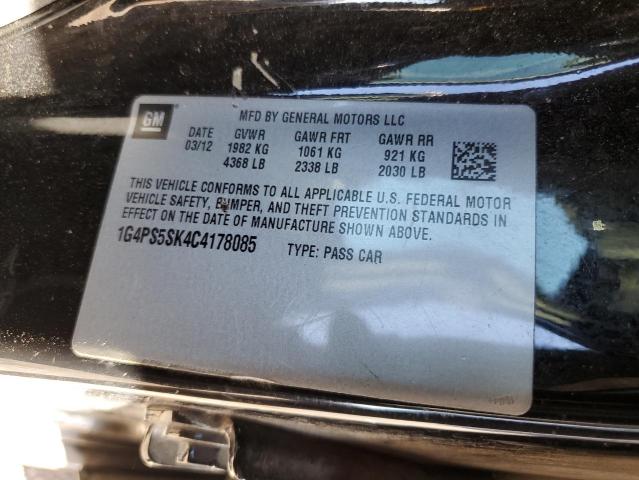 GM
MFD BY GENERAL MOTORS LLC
DATE GVWR GAWR FRT GAWR RR
03/12 1982 KG 1061 KG 921 KG
4368 LB 2338 LB 2030 LB
THIS VEHICLE CONFORMS TO ALL APPLICABLE U.S. FEDERAL MOTOR
VEHICLE SAFETY, BUMPER, AND THEFT PREVENTION STANDARDS IN
EFFECT ON THE DATE OF MANUFACTURE SHOWN ABOVE.
1G4PS5SK4C4178085 TYPE: PASS CAR